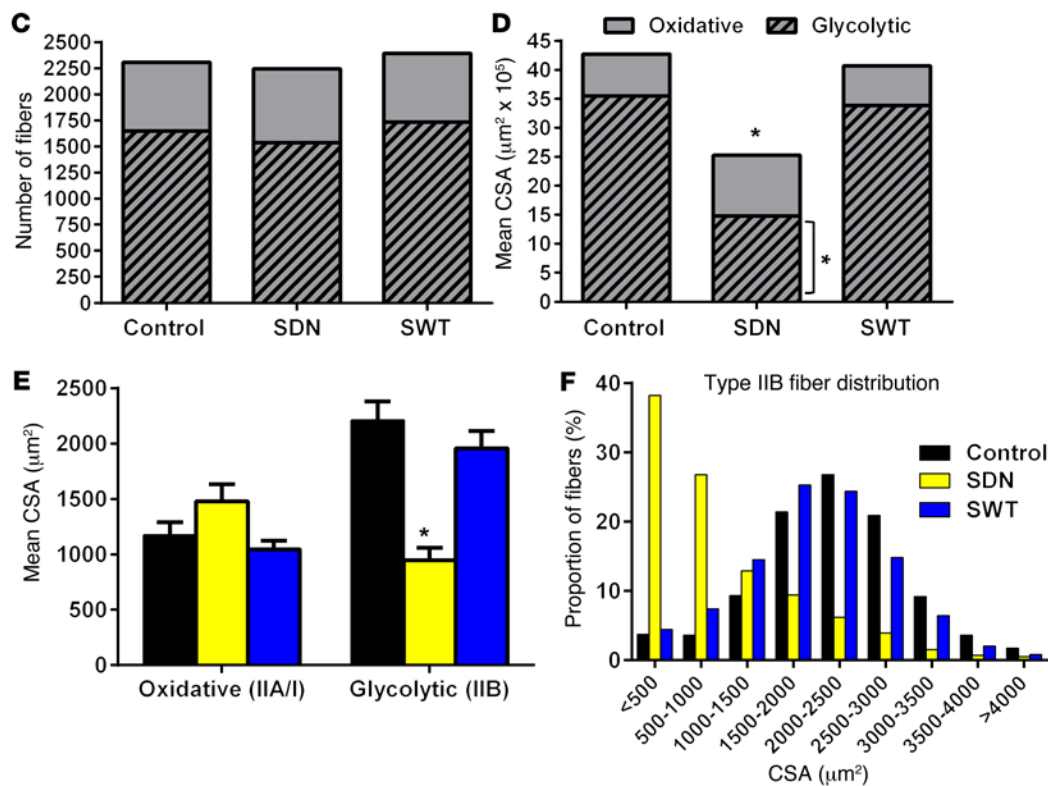 C
Number of fibers
2500
2250
2000
1750
1500
1250
1000
750
500
250
0
Control SDN SWT
D
Oxidative Glycolytic
Mean CSA (μm² x 10⁵)
45
40
35
30
25
20
15
10
5
0
*
*
Control SDN SWT
E
Mean CSA (μm²)
2500
2000
1500
1000
500
0
*
Oxidative (IIA/I) Glycolytic (IIB)
F
Type IIB fiber distribution
Proportion of fibers (%)
40
30
20
10
0
Control
SDN
SWT
<500
500-1000
1000-1500
1500-2000
2000-2500
2500-3000
3000-3500
3500-4000
>4000
CSA (μm²)